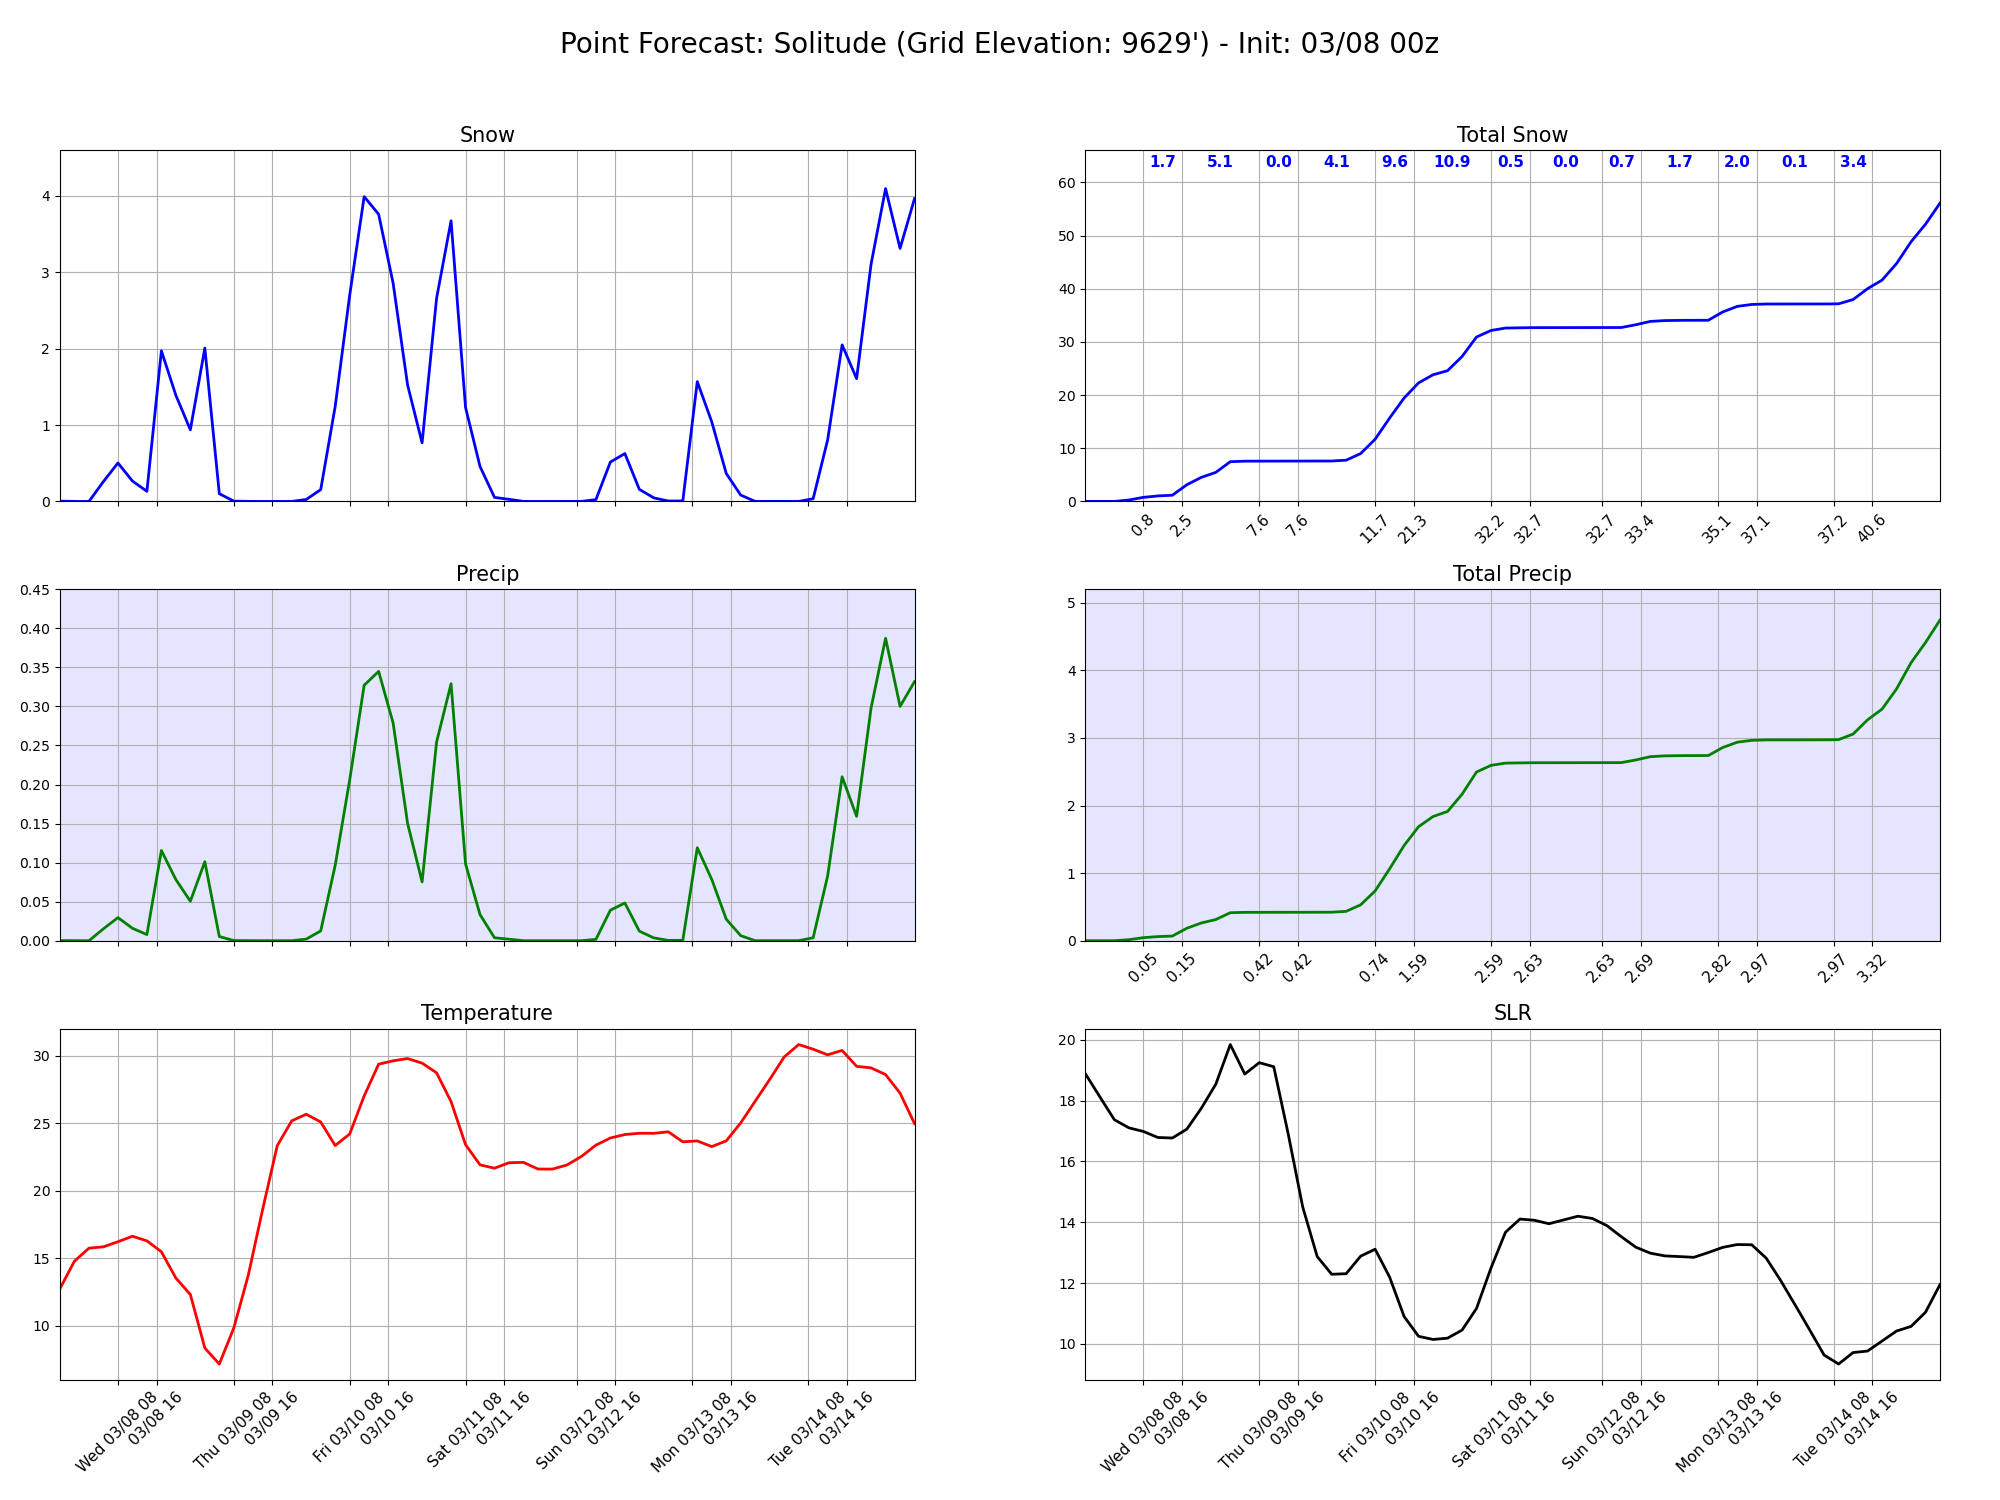 Point Forecast: Solitude (Grid Elevation: 9629') - Init: 03/08 00z
Snow
4
3
2
1
0
Total Snow
1.7 5.1 0.0 4.1 9.6 10.9 0.5 0.0 0.7 1.7 2.0 0.1 3.4
60
50
40
30
20
10
0
0.8 2.5 7.6 7.6 11.7 21.3 32.2 32.7 32.7 33.4 35.1 37.1 37.2 40.6
Precip
0.45
0.40
0.35
0.30
0.25
0.20
0.15
0.10
0.05
0.00
Total Precip
5
4
3
2
1
0
0.05 0.15 0.42 0.42 0.74 1.59 2.59 2.63 2.63 2.69 2.82 2.97 2.97 3.32
Temperature
30
25
20
15
10
Wed 03/08 08
03/08 16
Thu 03/09 08
03/09 16
Fri 03/10 08
03/10 16
Sat 03/11 08
03/11 16
Sun 03/12 08
03/12 16
Mon 03/13 08
03/13 16
Tue 03/14 08
03/14 16
SLR
20
18
16
14
12
10
Wed 03/08 08
03/08 16
Thu 03/09 08
03/09 16
Fri 03/10 08
03/10 16
Sat 03/11 08
03/11 16
Sun 03/12 08
03/12 16
Mon 03/13 08
03/13 16
Tue 03/14 08
03/14 16